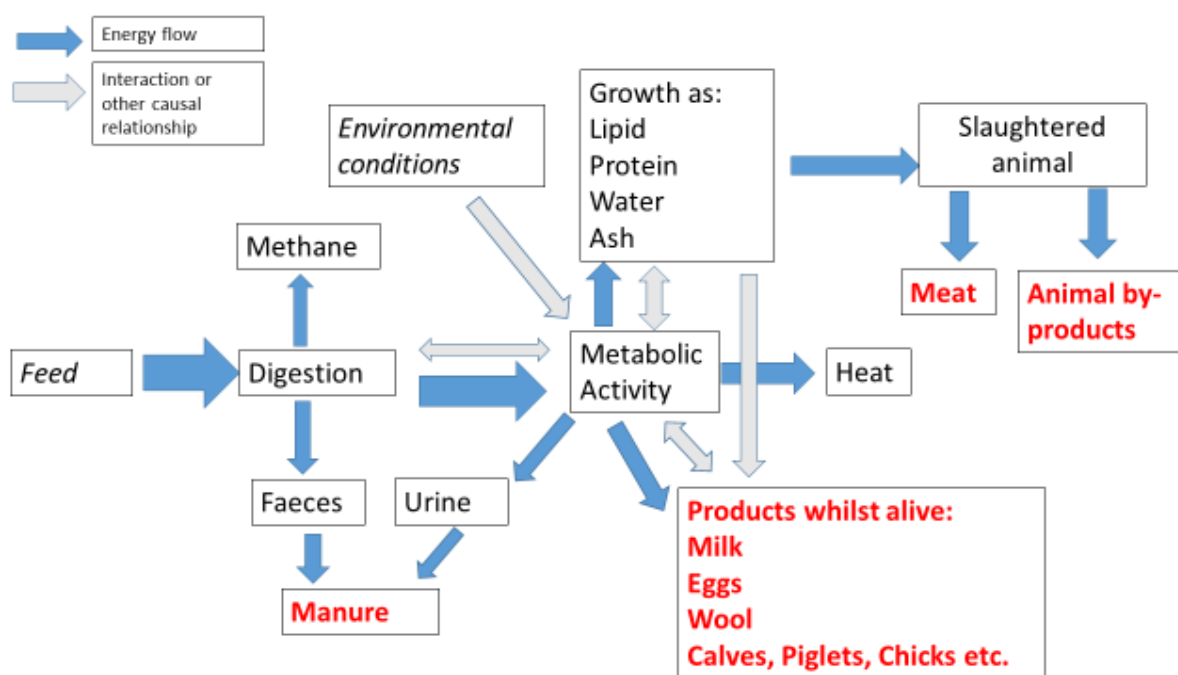 Energy flow
Interaction or
other causal
relationship
Environmental
conditions
Growth as:
Lipid
Protein
Water
Ash
Slaughtered
animal
Methane
Meat
Animal by-
products
Feed
Digestion
Metabolic
Activity
Heat
Faeces
Urine
Manure
Products whilst alive:
Milk
Eggs
Wool
Calves, Piglets, Chicks etc.